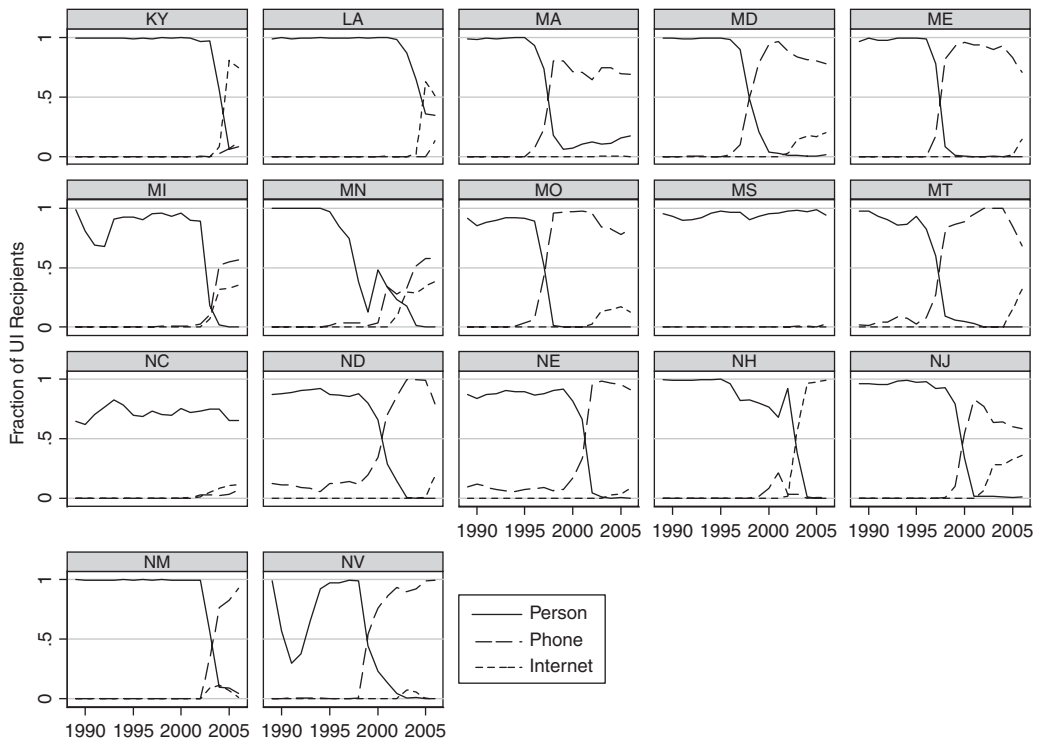 KY LA MA MD ME
1
.5
0
MI MN MO MS MT
1
.5
0
Fraction of UI Recipients
NC ND NE NH NJ
1
.5
0
1990 1995 2000 2005 1990 1995 2000 2005 1990 1995 2000 2005
NM NV
1
.5
0
Person
Phone
Internet
1990 1995 2000 2005 1990 1995 2000 2005